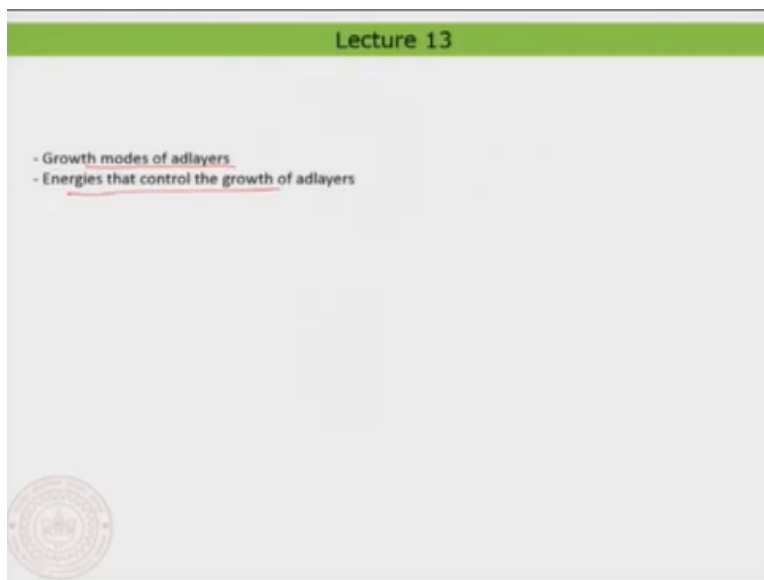 Lecture 13
- Growth modes of adlayers
- Energies that control the growth of adlayers